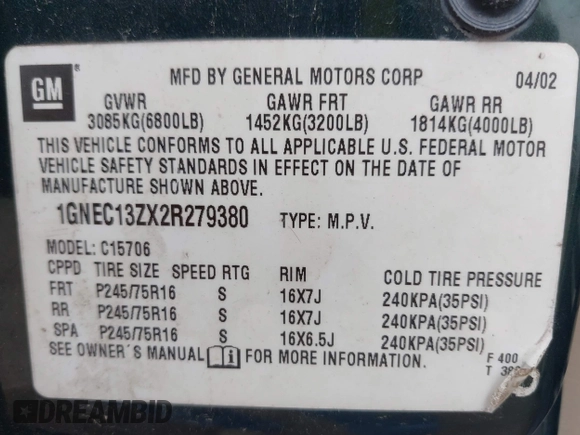 GM®
MFD BY GENERAL MOTORS CORP 04/02
GVWR GAWR FRT GAWR RR
3085KG(6800LB) 1452KG(3200LB) 1814KG(4000LB)
THIS VEHICLE CONFORMS TO ALL APPLICABLE U.S. FEDERAL MOTOR
VEHICLE SAFETY STANDARDS IN EFFECT ON THE DATE OF
MANUFACTURE SHOWN ABOVE.
1GNEC13ZX2R279380 TYPE: M.P.V.
MODEL: C15706
CPPD TIRE SIZE SPEED RTG RIM COLD TIRE PRESSURE
FRT P245/75R16 S 16X7J 240KPA(35PSI)
RR P245/75R16 S 16X7J 240KPA(35PSI)
SPA P245/75R16 S 16X6.5J 240KPA(35PSI)
SEE OWNER'S MANUAL FOR MORE INFORMATION.
F 400
T
DREAMBID